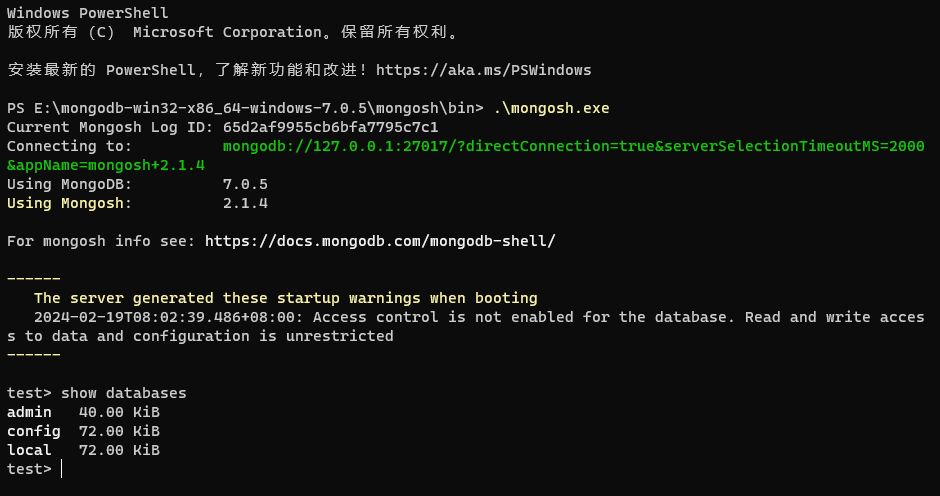 Windows PowerShell
版权所有 (C)  Microsoft Corporation。保留所有权利。
安装最新的 PowerShell，了解新功能和改进！https://aka.ms/PSWindows
PS E:\mongodb-win32-x86_64-windows-7.0.5\mongosh\bin> .\mongosh.exe
Current Mongosh Log ID: 65d2af9955cb6bfa7795c7c1
Connecting to:          mongodb://127.0.0.1:27017/?directConnection=true&serverSelectionTimeoutMS=2000
&appName=mongosh+2.1.4
Using MongoDB:          7.0.5
Using Mongosh:          2.1.4
For mongosh info see: https://docs.mongodb.com/mongodb-shell/
------
   The server generated these startup warnings when booting
   2024-02-19T08:02:39.486+08:00: Access control is not enabled for the database. Read and write acces
s to data and configuration is unrestricted
------
test> show databases
admin   40.00 KiB
config  72.00 KiB
local   72.00 KiB
test>